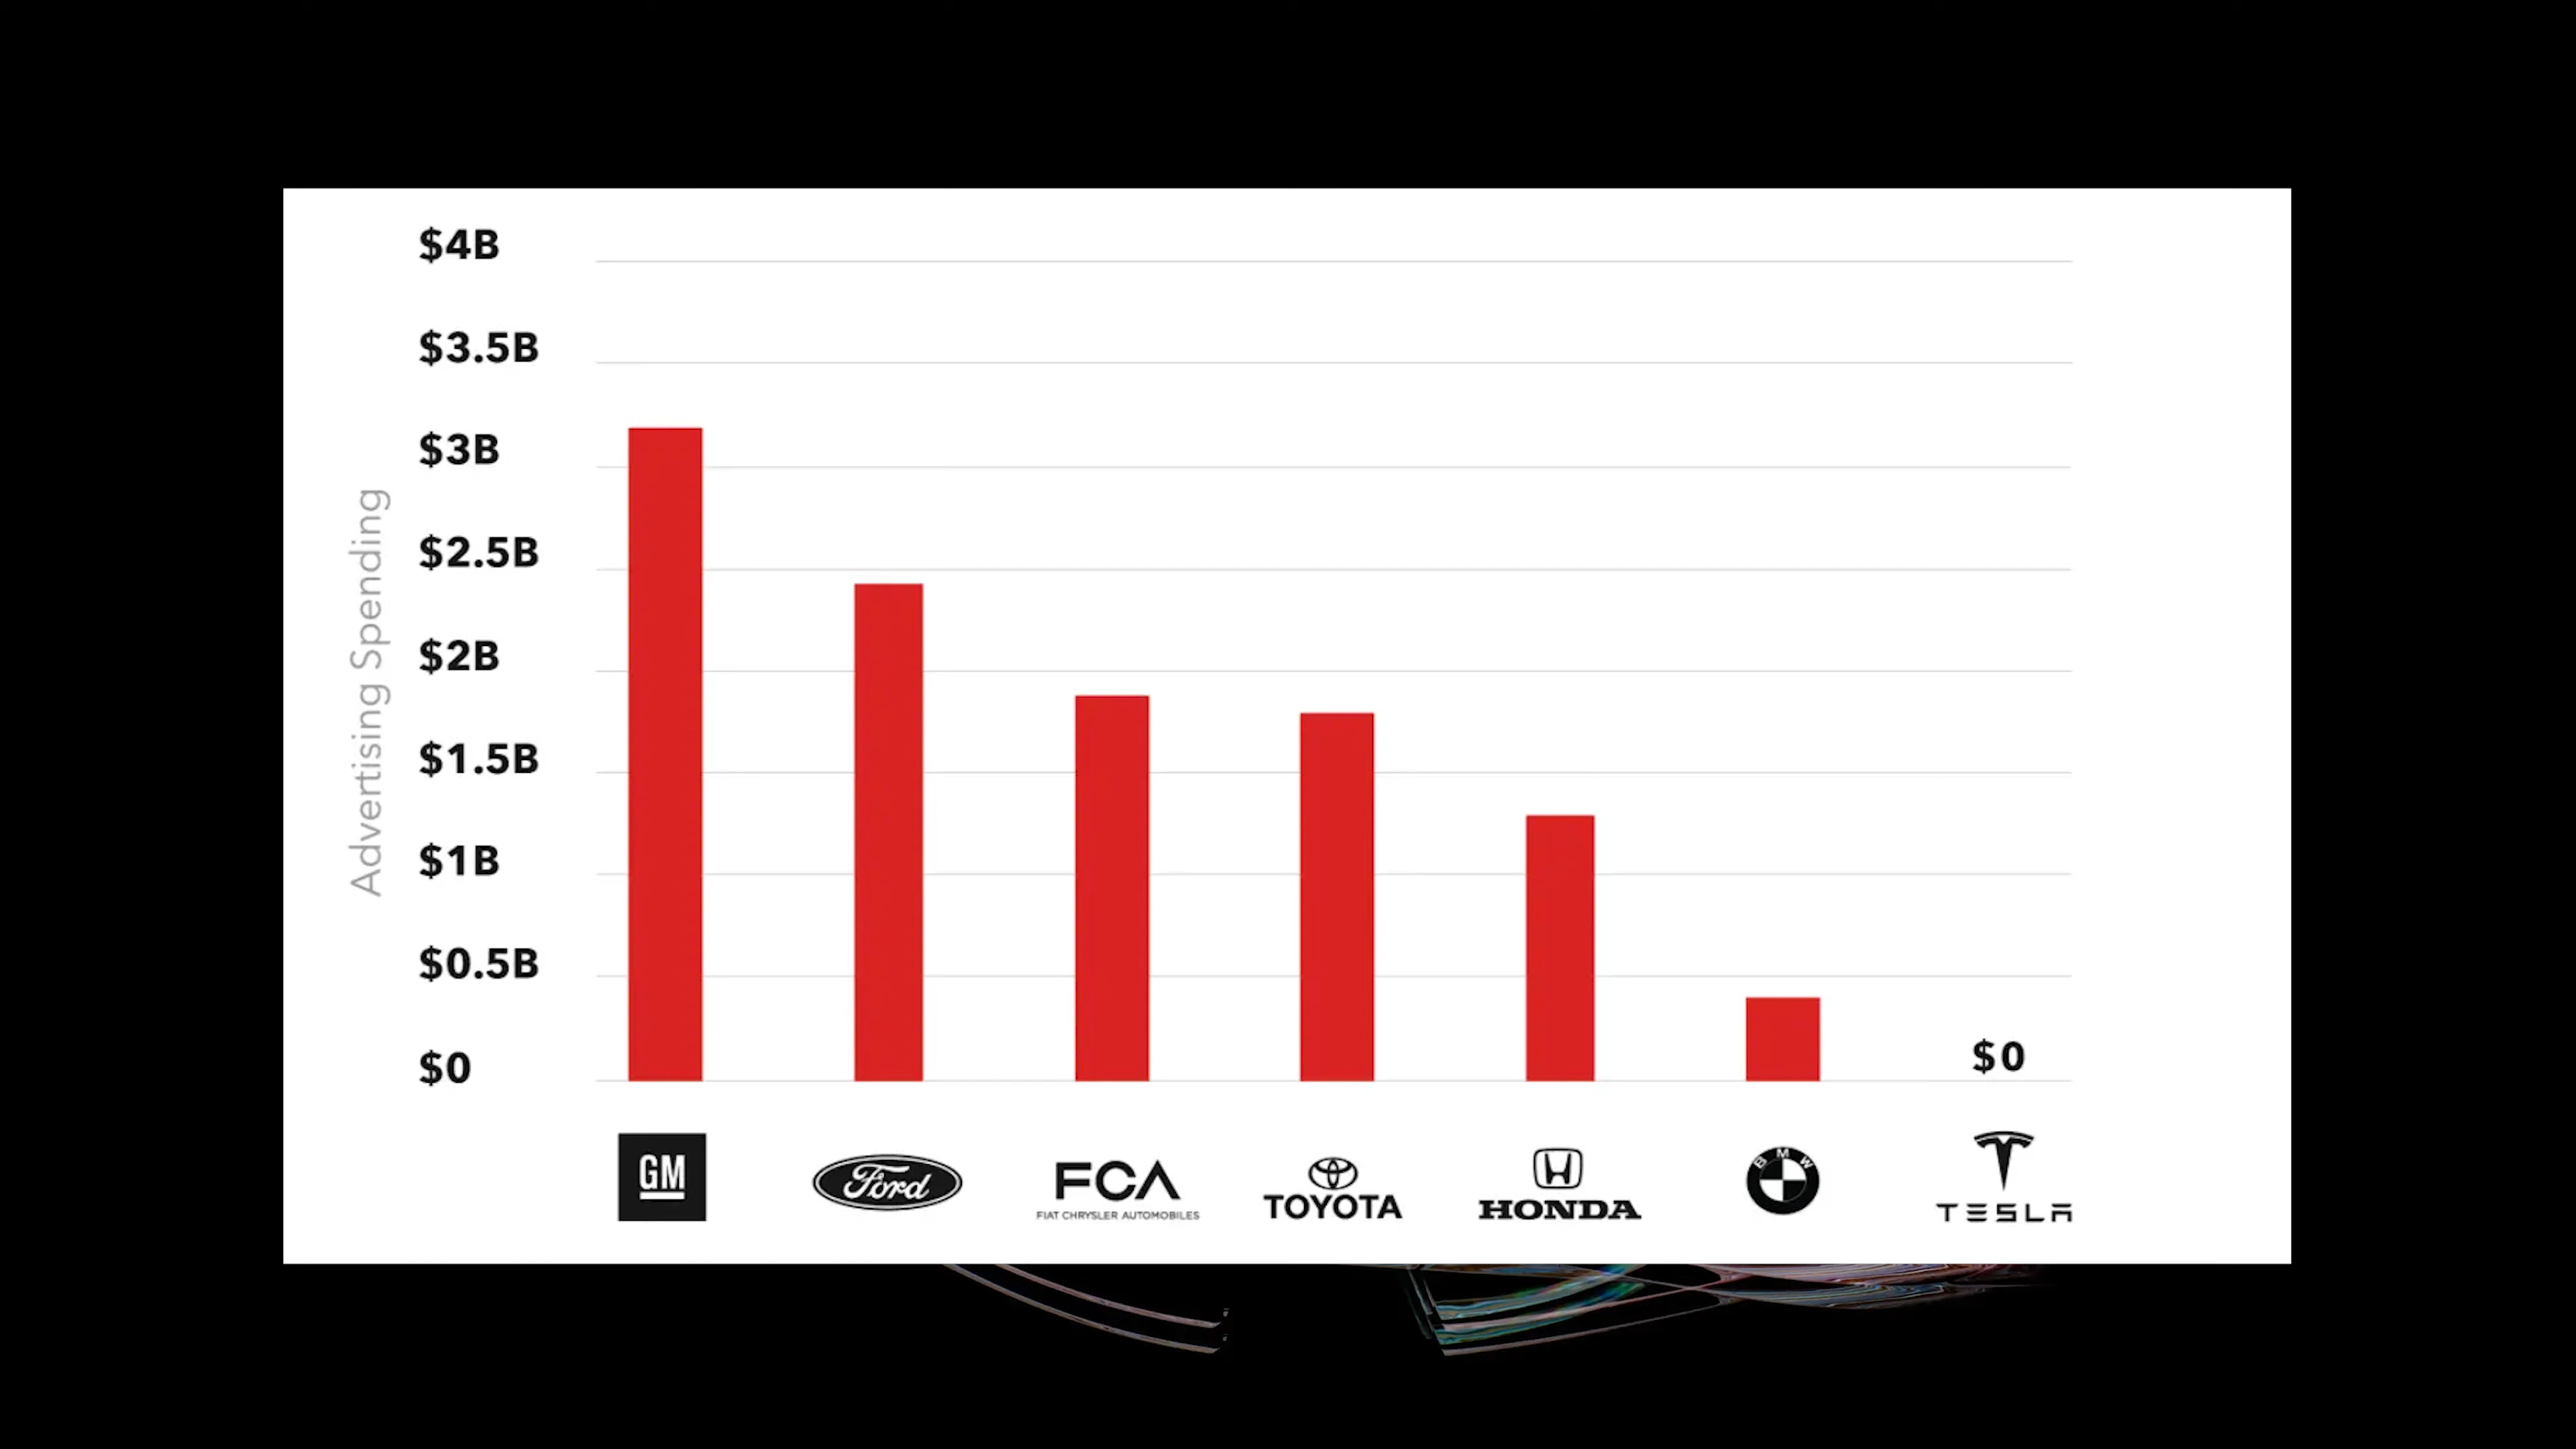 $4B
$3.5B
$3B
$2.5B
$2B
$1.5B
$1B
$0.5B
$0
Advertising Spending
$0
GM
Ford
FCA
FIAT CHRYSLER AUTOMOBILES
TOYOTA
HONDA
BMW
TESLA